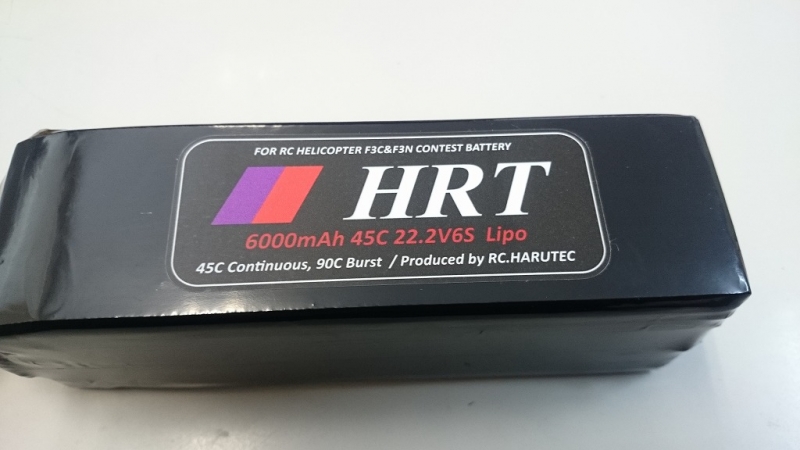 FOR RC HELICOPTER F3C&F3N CONTEST BATTERY
HRT
6000mAh 45C 22.2V6S Lipo
45C Continuous, 90C Burst / Produced by RC.HARUTEC